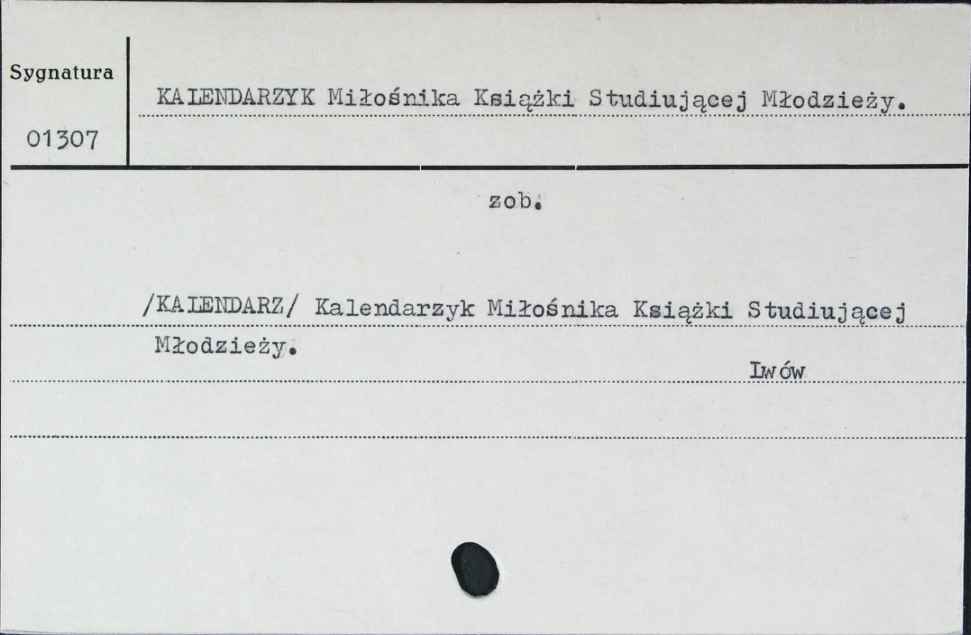 Sygnatura
KALENDARZYK Miłośnika Książki Studiującej Młodzieży.
01307
zob.
/KALENDARZ/ Kalendarzyk Miłośnika Książki Studiującej
Młodzieży.
Lwów